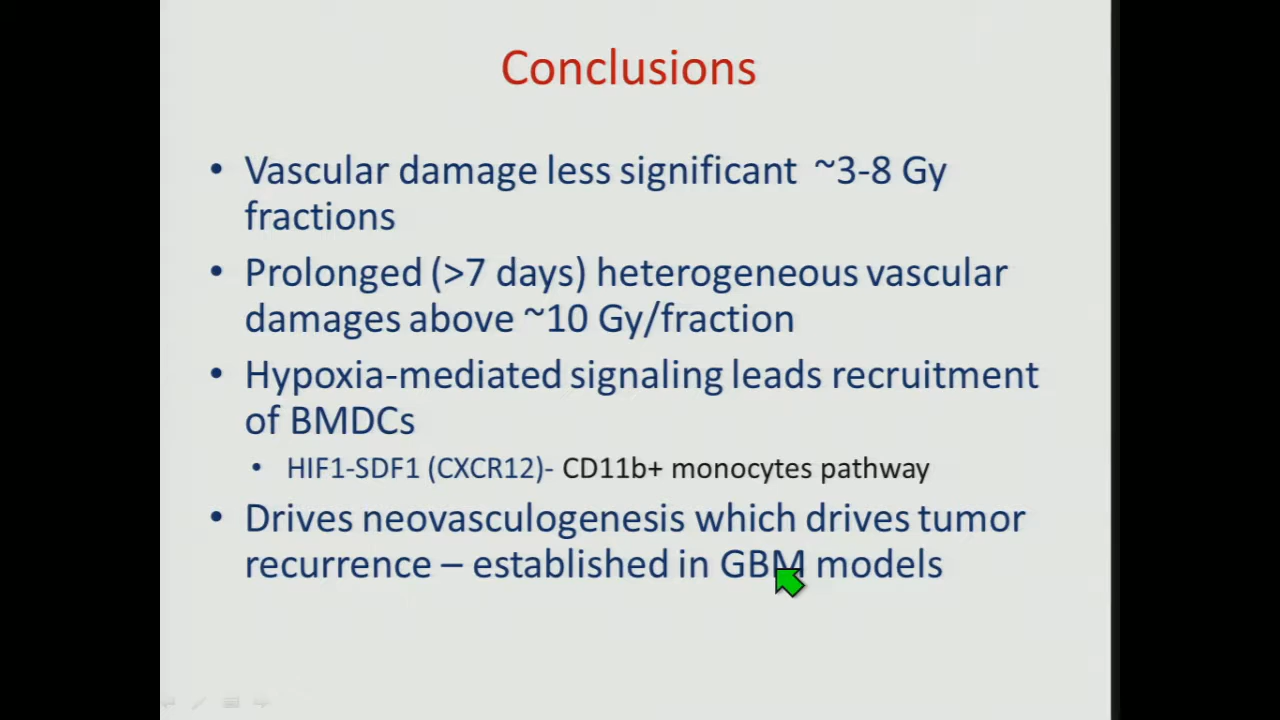 Conclusions
• Vascular damage less significant ~3-8 Gy
fractions
• Prolonged (>7 days) heterogeneous vascular
damages above ~10 Gy/fraction
• Hypoxia-mediated signaling leads recruitment
of BMDCs
• HIF1-SDF1 (CXCR12)- CD11b+ monocytes pathway
• Drives neovasculogenesis which drives tumor
recurrence – established in GBM models